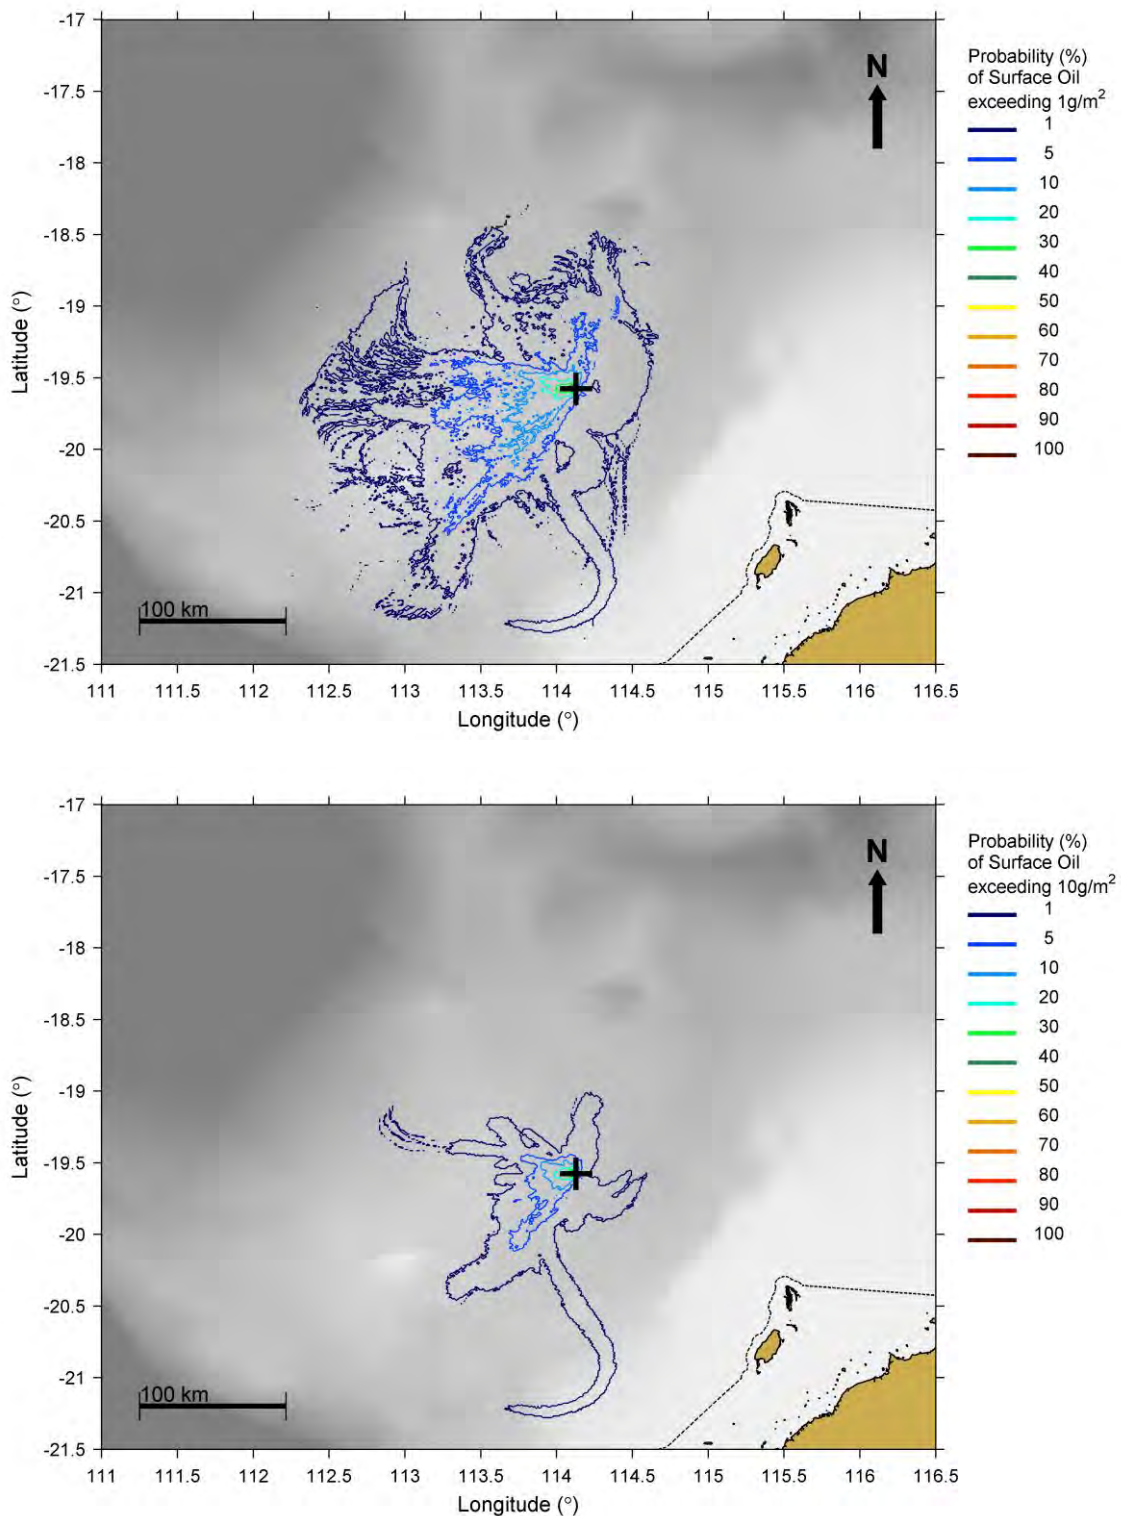 -17
-17.5
-18
-18.5
-19
-19.5
-20
-20.5
-21
-21.5
Latitude (°)
N
100 km
111 111.5 112 112.5 113 113.5 114 114.5 115 115.5 116 116.5
Longitude (°)
Probability (%)
of Surface Oil
exceeding 1g/m²
1
5
10
20
30
40
50
60
70
80
90
100
-17
-17.5
-18
-18.5
-19
-19.5
-20
-20.5
-21
-21.5
Latitude (°)
N
100 km
111 111.5 112 112.5 113 113.5 114 114.5 115 115.5 116 116.5
Longitude (°)
Probability (%)
of Surface Oil
exceeding 10g/m²
1
5
10
20
30
40
50
60
70
80
90
100